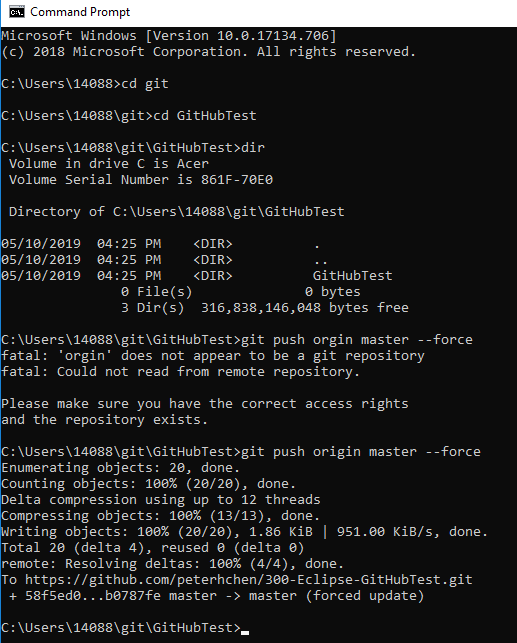 Command Prompt
Microsoft Windows [Version 10.0.17134.706]
(c) 2018 Microsoft Corporation. All rights reserved.
C:\Users\14088>cd git
C:\Users\14088\git>cd GitHubTest
C:\Users\14088\git\GitHubTest>dir
Volume in drive C is Acer
Volume Serial Number is 861F-70E0
Directory of C:\Users\14088\git\GitHubTest
05/10/2019  04:25 PM    <DIR>          .
05/10/2019  04:25 PM    <DIR>          ..
05/10/2019  04:25 PM    <DIR>          GitHubTest
0 File(s)              0 bytes
3 Dir(s)  316,838,146,048 bytes free
C:\Users\14088\git\GitHubTest>git push orgin master --force
fatal: 'orgin' does not appear to be a git repository
fatal: Could not read from remote repository.
Please make sure you have the correct access rights
and the repository exists.
C:\Users\14088\git\GitHubTest>git push origin master --force
Enumerating objects: 20, done.
Counting objects: 100% (20/20), done.
Delta compression using up to 12 threads
Compressing objects: 100% (13/13), done.
Writing objects: 100% (20/20), 1.86 KiB | 951.00 KiB/s, done.
Total 20 (delta 4), reused 0 (delta 0)
remote: Resolving deltas: 100% (4/4), done.
To https://github.com/peterhchen/300-Eclipse-GitHubTest.git
+ 58f5ed0...b0787fe master -> master (forced update)
C:\Users\14088\git\GitHubTest>